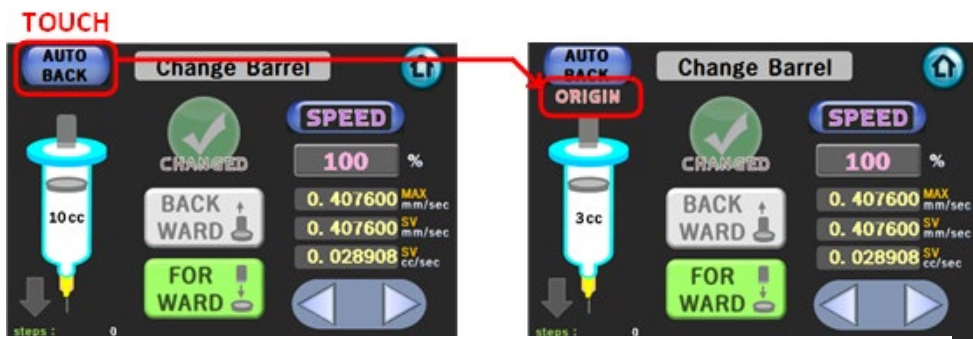 TOUCH
AUTO
BACK
Change Barrel
SPEED
CHANGED
100 %
10cc
BACK
WARD
0. 407600 MAX mm/sec
0. 407600 SV mm/sec
0. 028908 SV cc/sec
FOR
WARD
steps : 0
AUTO
BACK
ORIGIN
Change Barrel
SPEED
CHANGED
100 %
3cc
BACK
WARD
0. 407600 MAX mm/sec
0. 407600 SV mm/sec
0. 028908 SV cc/sec
FOR
WARD
steps : 0